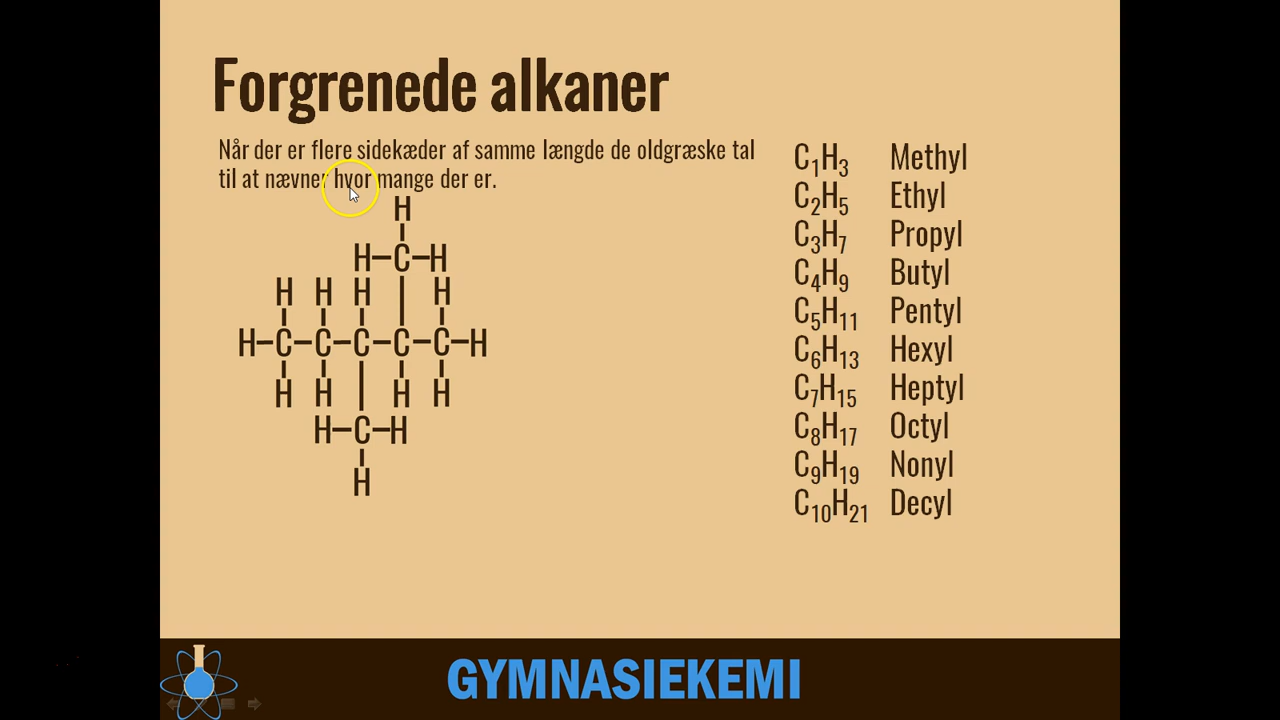 Forgrenede alkaner
Når der er flere sidekæder af samme længde de oldgræske tal
til at nævner hvor mange der er.
H
H–C–H
H H H H
H–C–C–C–C–C–H
H H H H
H–C–H
H
C₁H₃ Methyl
C₂H₅ Ethyl
C₃H₇ Propyl
C₄H₉ Butyl
C₅H₁₁ Pentyl
C₆H₁₃ Hexyl
C₇H₁₅ Heptyl
C₈H₁₇ Octyl
C₉H₁₉ Nonyl
C₁₀H₂₁ Decyl
GYMNASIEKEMI